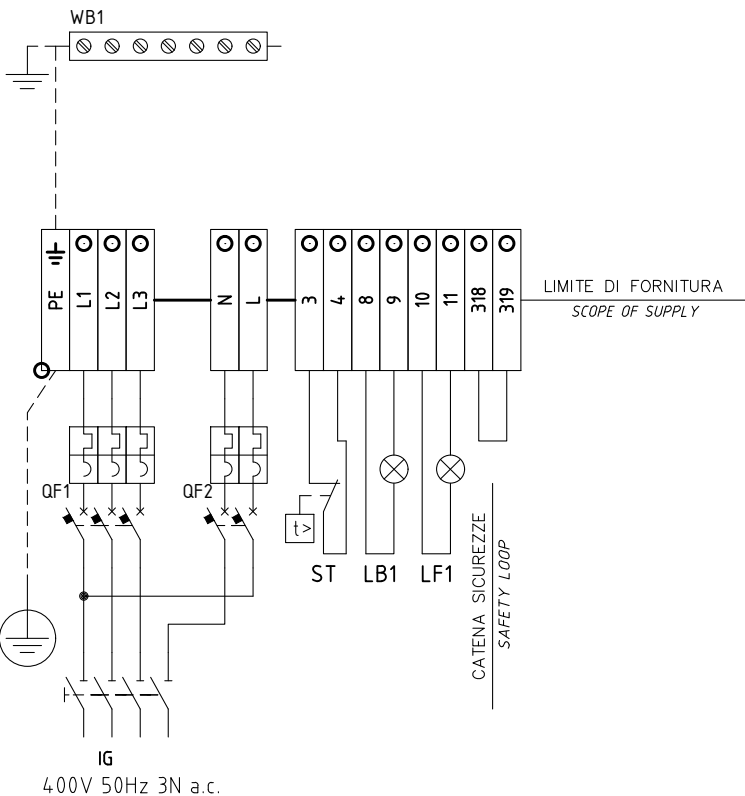 WB1
PE
L1
L2
L3
N
L
3
4
8
9
10
11
318
319
LIMITE DI FORNITURA
SCOPE OF SUPPLY
QF1
QF2
t>
ST
LB1
LF1
CATENA SICUREZZE
SAFETY LOOP
IG
400V 50Hz 3N a.c.